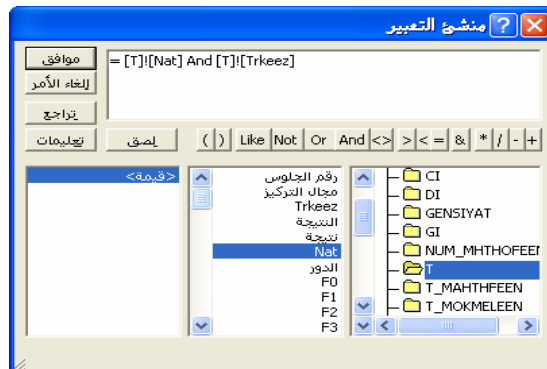 منشئ التعبير
= [T]![Nat] And [T]![Trkeez]
موافق
إلغاء الأمر
تراجع
تعليمات
لصق
( ) Like Not Or And <> > < = & * / - +
CI
DI
GENSIYAT
GI
NUM_MHTHOFEEN
T
T_MAHTHFEEN
T_MOKMELEEN
رقم الجلوس
مجال التركيز
Trkeez
النتيجة
نتيجة
Nat
الدور
F0
F1
F2
F3
<قيمة>